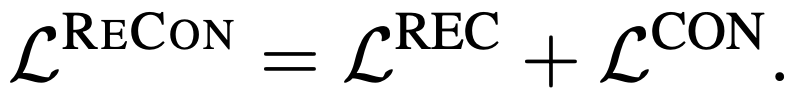 ℒ^ReCon = ℒ^REC + ℒ^CON.